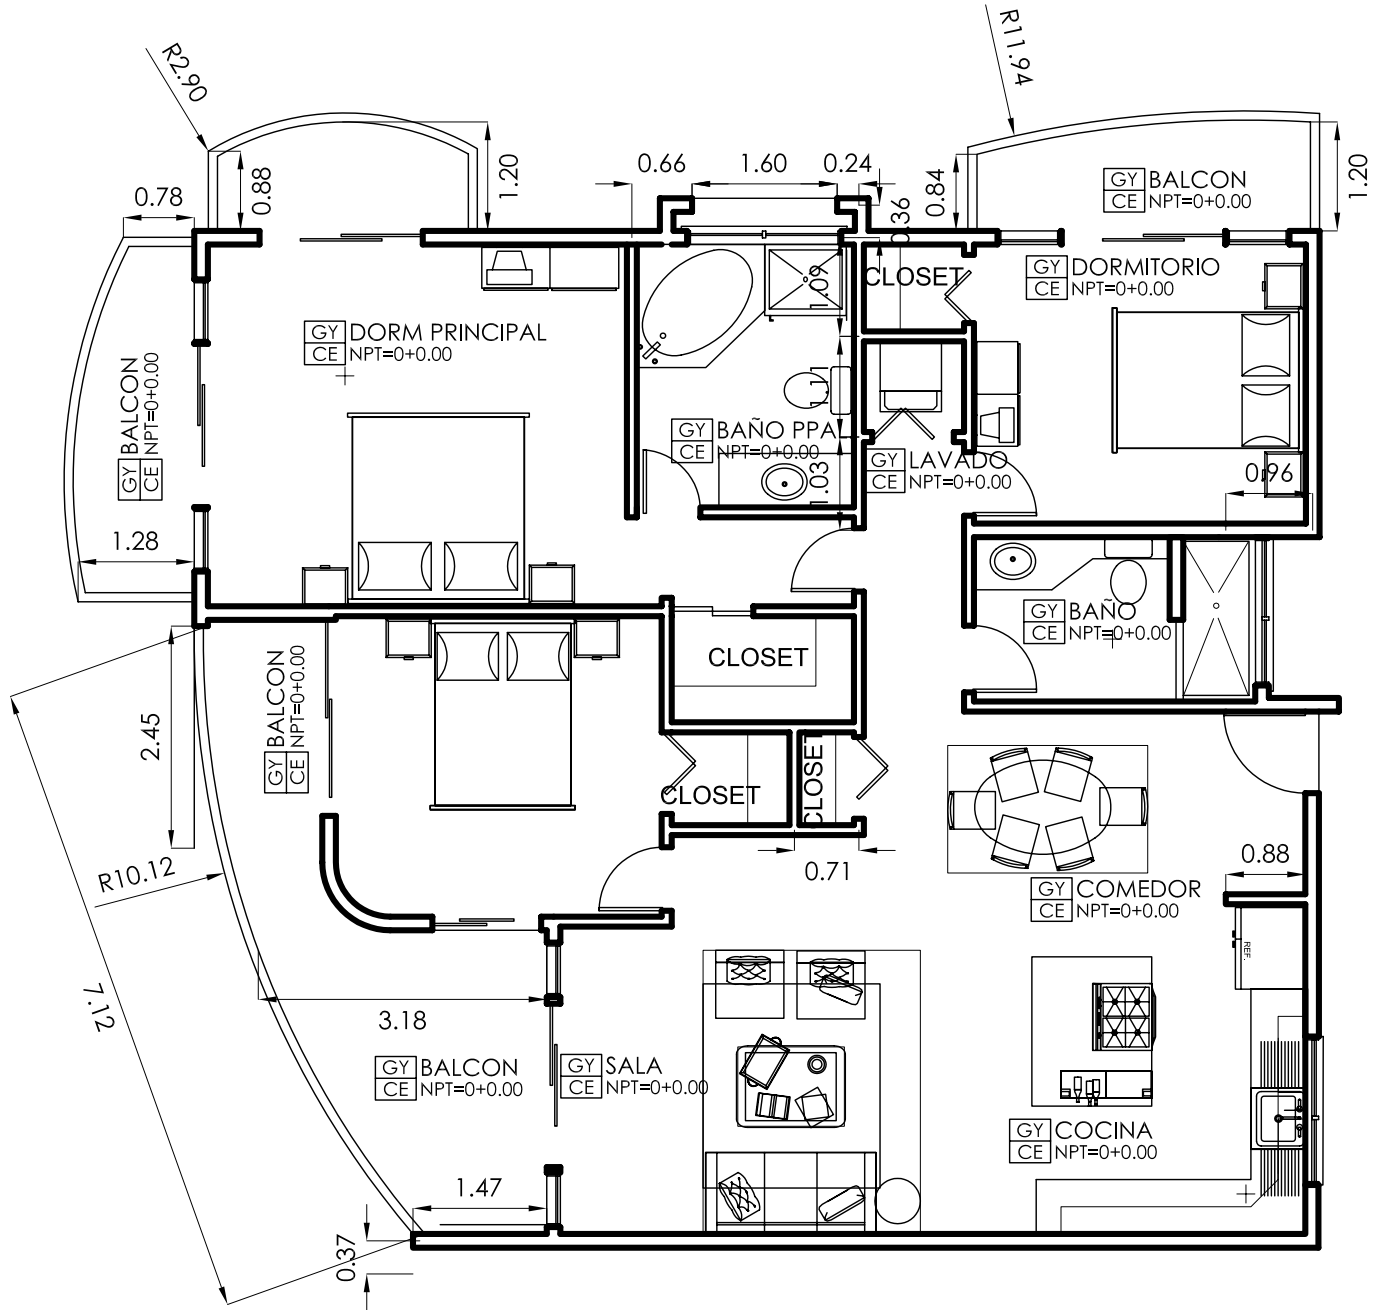 R2.90
R11.94
0.88
1.20
0.66
1.60
0.24
0.36
0.84
1.20
GY BALCON
CE NPT=0+0.00
0.78
GY DORMITORIO
CE NPT=0+0.00
CLOSET
1.09
GY DORM PRINCIPAL
CE NPT=0+0.00
GY BALCON
CE NPT=0+0.00
1.11
GY BAÑO PPAL
CE NPT=0+0.00
GY LAVADO
CE NPT=0+0.00
1.03
0.96
1.28
GY BAÑO
CE NPT=0+0.00
CLOSET
GY BALCON
CE NPT=0+0.00
2.45
CLOSET
CLOSET
0.71
R10.12
0.88
GY COMEDOR
CE NPT=0+0.00
REF.
7.12
3.18
GY BALCON
CE NPT=0+0.00
GY SALA
CE NPT=0+0.00
GY COCINA
CE NPT=0+0.00
1.47
0.37